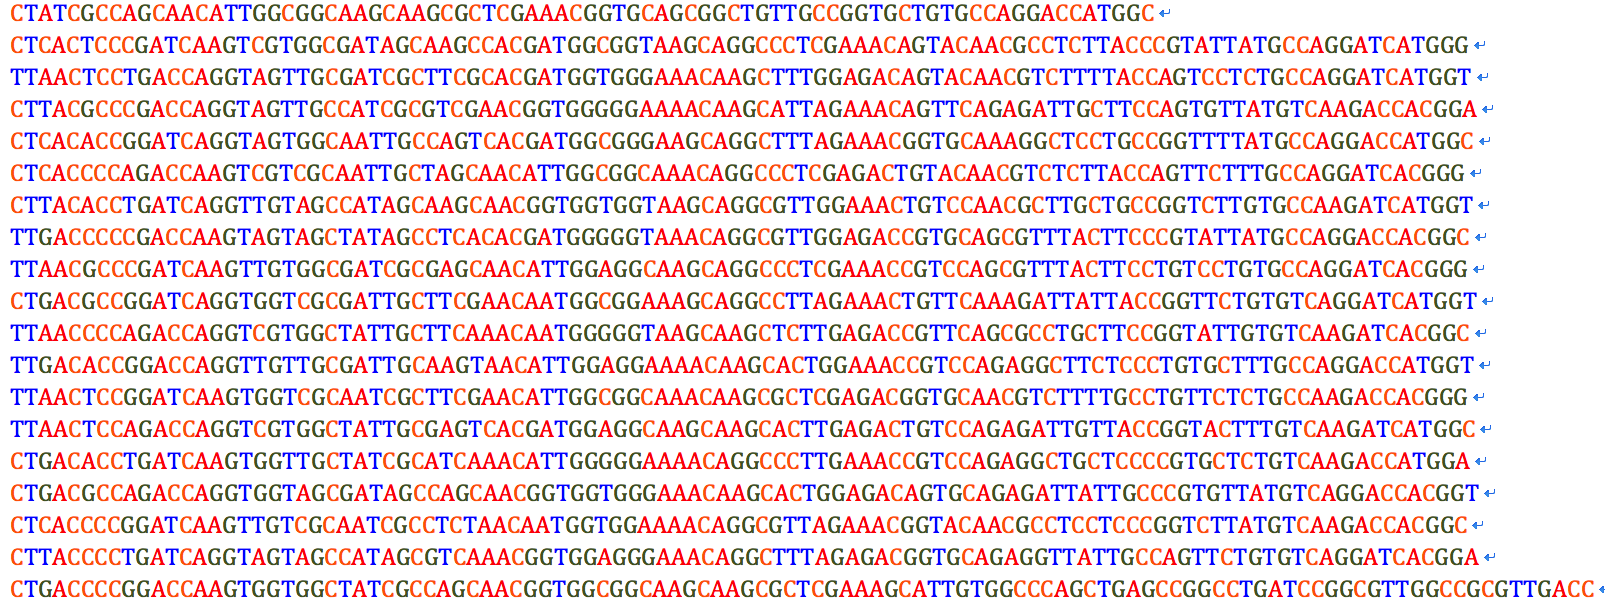 CTATCGCCAGCAACATTGGCGGCAAGCAAGCGCTCGAAACGGTGCAGCGGCTGTTGCCGGTGCTGTGCCAGGACCATGGC
CTCACTCCCGATCAAGTCGTGGCGATAGCAAGCCACGATGGCGGTAAGCAGGCCCTCGAAACAGTACAACGCCTCTTACCCGTATTATGCCAGGATCATGGG
TTAACTCCTGACCAGGTAGTTGCGATCGCTTCGCACGATGGTGGGAAACAAGCTTTGGAGACAGTACAACGTCTTTTACCAGTCCTCTGCCAGGATCATGGT
CTTACGCCCGACCAGGTAGTTGCCATCGCGTCGAACGGTGGGGGAAAACAAGCATTAGAAACAGTTCAGAGATTGCTTCCAGTGTTATGTCAAGACCACGGA
CTCACACCGGATCAGGTAGTGGCAATTGCCAGTCACGATGGCGGGAAGCAGGCTTTAGAAACGGTGCAAAGGCTCCTGCCGGTTTTATGCCAGGACCATGGC
CTCACCCCAGACCAAGTCGTCGCAATTGCTAGCAACATTGGCGGCAAACAGGCCCTCGAGACTGTACAACGTCTCTTACCAGTTCTTTGCCAGGATCACGGG
CTTACACCTGATCAGGTTGTAGCCATAGCAAGCAACGGTGGTGGTAAGCAGGCGTTGGAAACTGTCCAACGCTTGCTGCCGGTCTTGTGCCAAGATCATGGT
TTGACCCCCGACCAAGTAGTAGCTATAGCCTCACACGATGGGGGTAAACAGGCGTTGGAGACCGTGCAGCGTTTACTTCCCGTATTATGCCAGGACCACGGC
TTAACGCCCGATCAAGTTGTGGCGATCGCGAGCAACATTGGAGGCAAGCAGGCCCTCGAAACCGTCCAGCGTTTACTTCCTGTCCTGTGCCAGGATCACGGG
CTGACGCCGGATCAGGTGGTCGCGATTGCTTCGAACAATGGCGGAAAGCAGGCCTTAGAAACTGTTCAAAGATTATTACCGGTTCTGTGTCAGGATCATGGT
TTAACCCCAGACCAGGTCGTGGCTATTGCTTCAAACAATGGGGGTAAGCAAGCTCTTGAGACCGTTCAGCGCCTGCTTCCGGTATTGTGTCAAGATCACGGC
TTGACACCGGACCAGGTTGTTGCGATTGCAAGTAACATTGGAGGAAAACAAGCACTGGAAACCGTCCAGAGGCTTCTCCCTGTGCTTTGCCAGGACCATGGT
TTAACTCCGGATCAAGTGGTCGCAATCGCTTCGAACATTGGCGGCAAACAAGCGCTCGAGACGGTGCAACGTCTTTTGCCTGTTCTCTGCCAAGACCACGGG
TTAACTCCAGACCAGGTCGTGGCTATTGCGAGTCACGATGGAGGCAAGCAAGCACTTGAGACTGTCCAGAGATTGTTACCGGTACTTTGTCAAGATCATGGC
CTGACACCTGATCAAGTGGTTGCTATCGCATCAAACATTGGGGGAAAACAGGCCCTTGAAACCGTCCAGAGGCTGCTCCCCGTGCTCTGTCAAGACCATGGA
CTGACGCCAGACCAGGTGGTAGCGATAGCCAGCAACGGTGGTGGGAAACAAGCACTGGAGACAGTGCAGAGATTATTGCCCGTGTTATGTCAGGACCACGGT
CTCACCCCGGATCAAGTTGTCGCAATCGCCTCTAACAATGGTGGAAAACAGGCGTTAGAAACGGTACAACGCCTCCTCCCGGTCTTATGTCAAGACCACGGC
CTTACCCCTGATCAGGTAGTAGCCATAGCGTCAAACGGTGGAGGGAAACAGGCTTTAGAGACGGTGCAGAGGTTATTGCCAGTTCTGTGTCAGGATCACGGA
CTGACCCCGGACCAAGTGGTGGCTATCGCCAGCAACGGTGGCGGCAAGCAAGCGCTCGAAAGCATTGTGGCCCAGCTGAGCCGGCCTGATCCGGCGTTGGCCGCGTTGACC